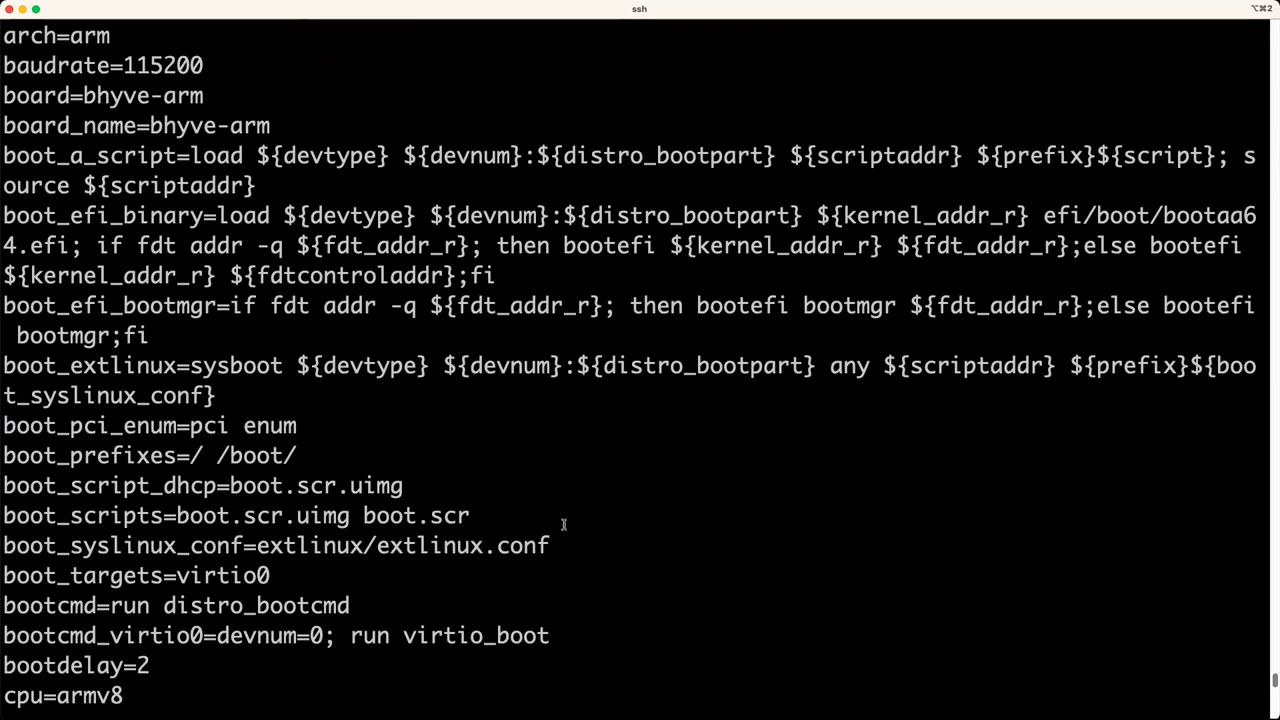 ssh
⌥⌘2
arch=arm
baudrate=115200
board=bhyve-arm
board_name=bhyve-arm
boot_a_script=load ${devtype} ${devnum}:${distro_bootpart} ${scriptaddr} ${prefix}${script}; s
ource ${scriptaddr}
boot_efi_binary=load ${devtype} ${devnum}:${distro_bootpart} ${kernel_addr_r} efi/boot/bootaa6
4.efi; if fdt addr -q ${fdt_addr_r}; then bootefi ${kernel_addr_r} ${fdt_addr_r};else bootefi
${kernel_addr_r} ${fdtcontroladdr};fi
boot_efi_bootmgr=if fdt addr -q ${fdt_addr_r}; then bootefi bootmgr ${fdt_addr_r};else bootefi
 bootmgr;fi
boot_extlinux=sysboot ${devtype} ${devnum}:${distro_bootpart} any ${scriptaddr} ${prefix}${boo
t_syslinux_conf}
boot_pci_enum=pci enum
boot_prefixes=/ /boot/
boot_script_dhcp=boot.scr.uimg
boot_scripts=boot.scr.uimg boot.scr
boot_syslinux_conf=extlinux/extlinux.conf
boot_targets=virtio0
bootcmd=run distro_bootcmd
bootcmd_virtio0=devnum=0; run virtio_boot
bootdelay=2
cpu=armv8